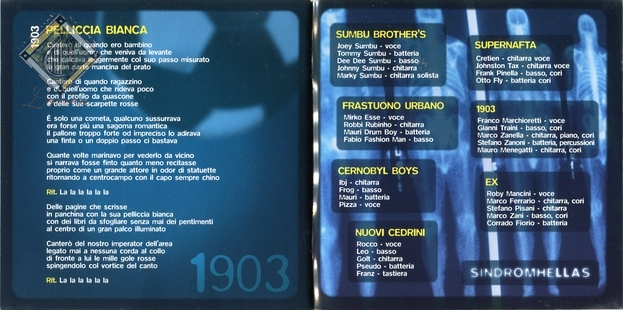 1903
PELLICCIA BIANCA
Canterò di quando ero bambino
e di quell'uomo che veniva da levante
che calcava leggermente col suo passo misurato
la gran parte mancina del prato
Canterò di quando ragazzino
e di quell'uomo che rideva poco
con il profilo da guascone
e delle sue scarpette rosse
È solo una cometa, qualcuno sussurrava
era forse più una sagoma romantica
il pallone troppo forte od impreciso lo adirava
una finta o un doppio passo ci bastava
Quante volte marinavo per vederlo da vicino
si narrava fosse finto quanto meno recitasse
proprio come un grande attore in odor di statuette
ritornando a centrocampo con il capo sempre chino
Rit. La la la la la la
Delle pagine che scrisse
in panchina con la sua pelliccia bianca
con dei libri da sfogliare senza mai dei pentimenti
al centro di un gran palco illuminato
Canterò del nostro imperator dell'area
legato mai a nessuna corda al collo
di fronte a lui le mille gole rosse
spingendolo col vortice del canto
Rit. La la la la la la
1903
SUMBU BROTHER'S
Joey Sumbu - voce
Tommy Sumbu - batteria
Dee Dee Sumbu - basso
Johnny Sumbu - chitarra
Marky Sumbu - chitarra solista
FRASTUONO URBANO
Mirko Esse - voce
Robbi Rubinho - chitarra
Mauri Drum Boy - batteria
Fabio Fashion Man - basso
CERNOBYL BOYS
Ibj - chitarra
Frog - basso
Mauri - batteria
Pizza - voce
NUOVI CEDRINI
Rocco - voce
Leo - basso
Golt - chitarra
Pseudo - batteria
Franz - tastiera
SUPERNAFTA
Cretien - chitarra voce
Johnston Tax - chitarra voce
Frank Pinella - basso, cori
Otto Fly - batteria cori
1903
Franco Marchioretti - voce
Gianni Traini - basso, cori
Marco Zanella - chitarra, piano, cori
Stefano Zanoni - batteria, percussioni
Mauro Menegatti - chitarra, cori
EX
Roby Mancini - voce
Marco Ferrario - chitarra, cori
Stefano Pisani - chitarra
Marco Zani - basso, cori
Corrado Fiorio - batteria
SINDROMHELLAS